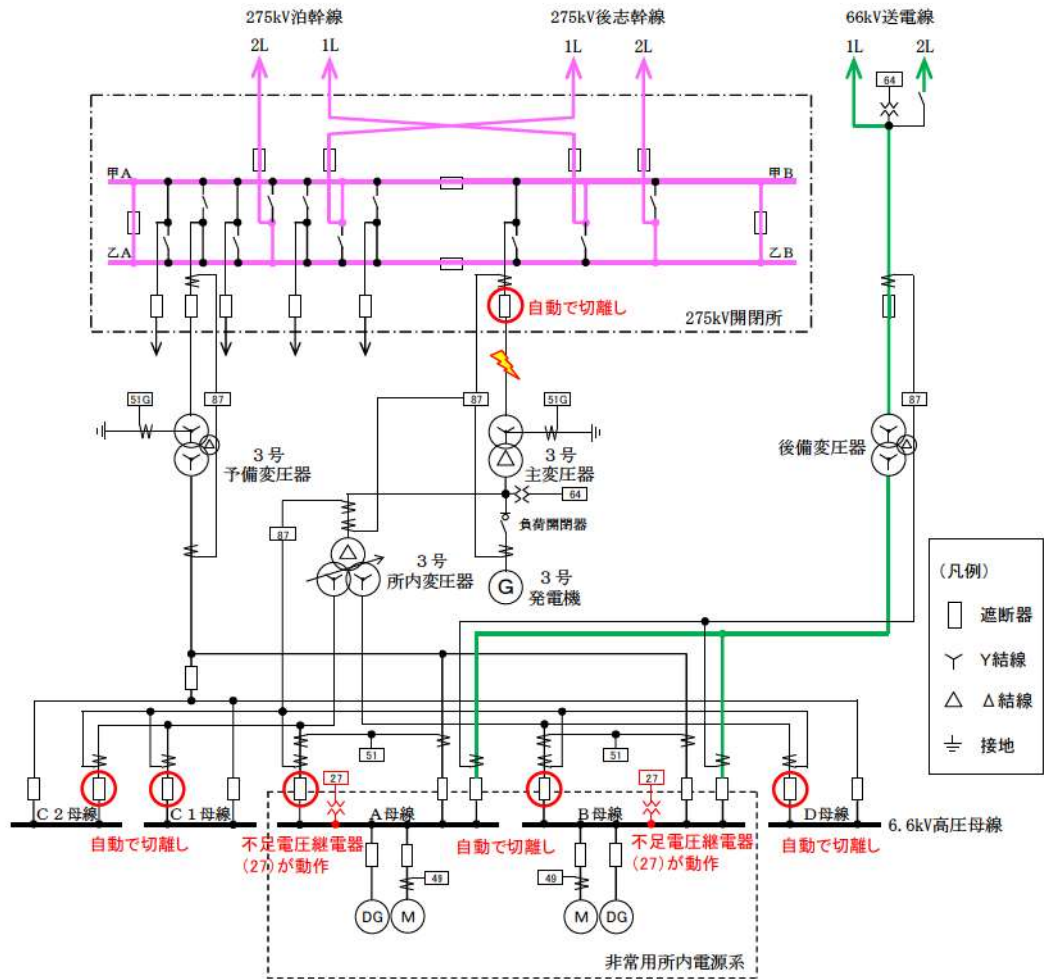 275kV泊幹線
275kV後志幹線
66kV送電線
2L
1L
1L
2L
1L
2L
64
甲A
甲B
乙A
乙B
自動で切離し
275kV開閉所
51G
87
87
51G
87
3号
予備変圧器
3号
主変圧器
後備変圧器
64
負荷開閉器
87
3号
所内変圧器
G
3号
発電機
(凡例)
遮断器
Y結線
Δ結線
接地
51
51
27
27
C2母線
C1母線
A母線
B母線
D母線
6.6kV高圧母線
自動で切離し
不足電圧継電器
(27)が動作
自動で切離し
不足電圧継電器
(27)が動作
自動で切離し
49
49
DG
M
M
DG
非常用所内電源系